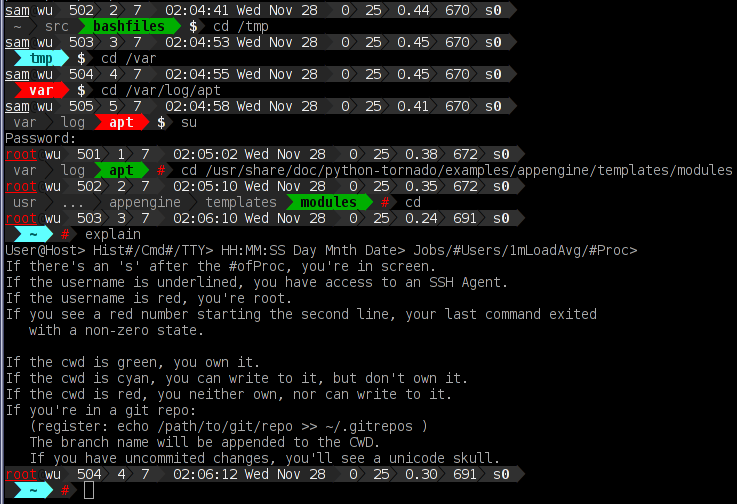 sam wu 502 2 7 02:04:41 Wed Nov 28 0 25 0.44 670 s0
~ src bashfiles $ cd /tmp
sam wu 503 3 7 02:04:53 Wed Nov 28 0 25 0.45 670 s0
tmp $ cd /var
sam wu 504 4 7 02:04:55 Wed Nov 28 0 25 0.45 670 s0
var $ cd /var/log/apt
sam wu 505 5 7 02:04:58 Wed Nov 28 0 25 0.41 670 s0
var log apt $ su
Password:
root wu 501 1 7 02:05:02 Wed Nov 28 0 25 0.38 672 s0
var log apt # cd /usr/share/doc/python-tornado/examples/appengine/templates/modules
root wu 502 2 7 02:05:10 Wed Nov 28 0 25 0.35 672 s0
usr ... appengine templates modules # cd
root wu 503 3 7 02:06:10 Wed Nov 28 0 25 0.24 691 s0
~ # explain
User@Host> Hist#/Cmd#/TTY> HH:MM:SS Day Mnth Date> Jobs/#Users/1mLoadAvg/#Proc>
If there's an 's' after the #ofProc, you're in screen.
If the username is underlined, you have access to an SSH Agent.
If the username is red, you're root.
If you see a red number starting the second line, your last command exited
with a non-zero state.
If the cwd is green, you own it.
If the cwd is cyan, you can write to it, but don't own it.
If the cwd is red, you neither own, nor can write to it.
If you're in a git repo:
(register: echo /path/to/git/repo >> ~/.gitrepos )
The branch name will be appended to the CWD.
If you have uncommited changes, you'll see a unicode skull.
root wu 504 4 7 02:06:12 Wed Nov 28 0 25 0.30 691 s0
~ #